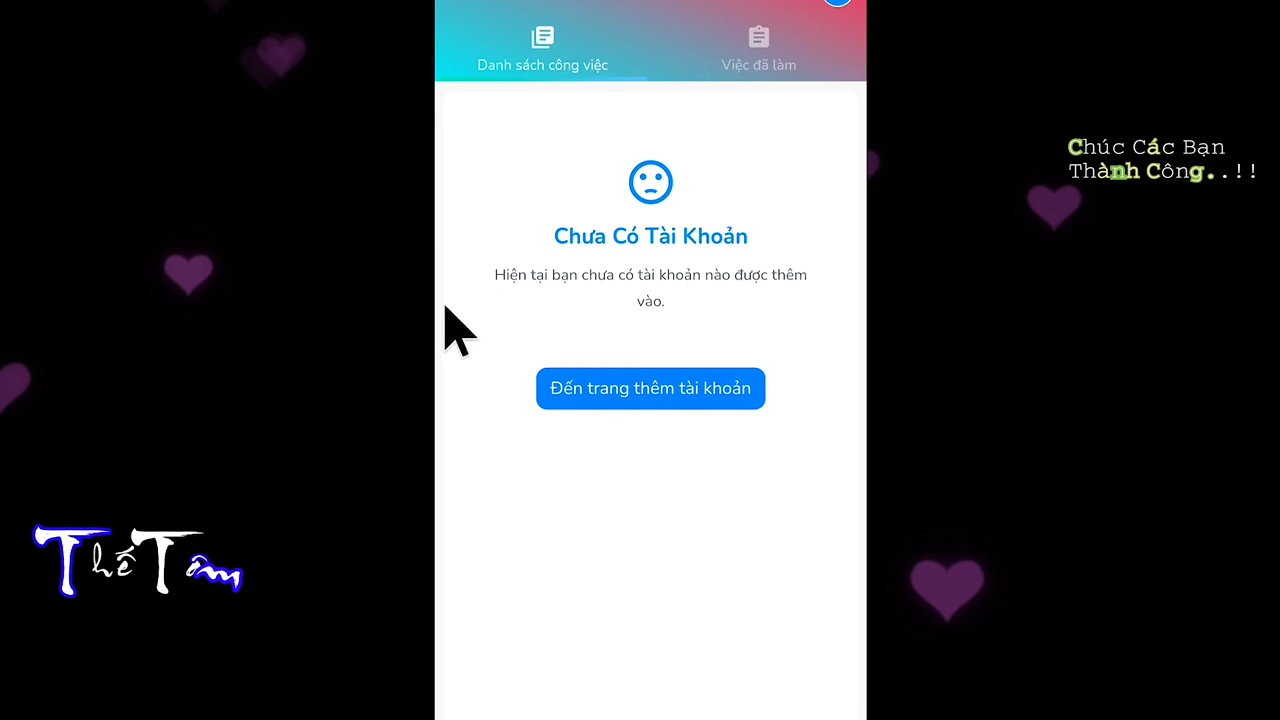 Danh sách công việc
Việc đã làm
Chúc Các Bạn
Thành Công..!!
Chưa Có Tài Khoản
Hiện tại bạn chưa có tài khoản nào được thêm
vào.
Đến trang thêm tài khoản
Thế Tâm